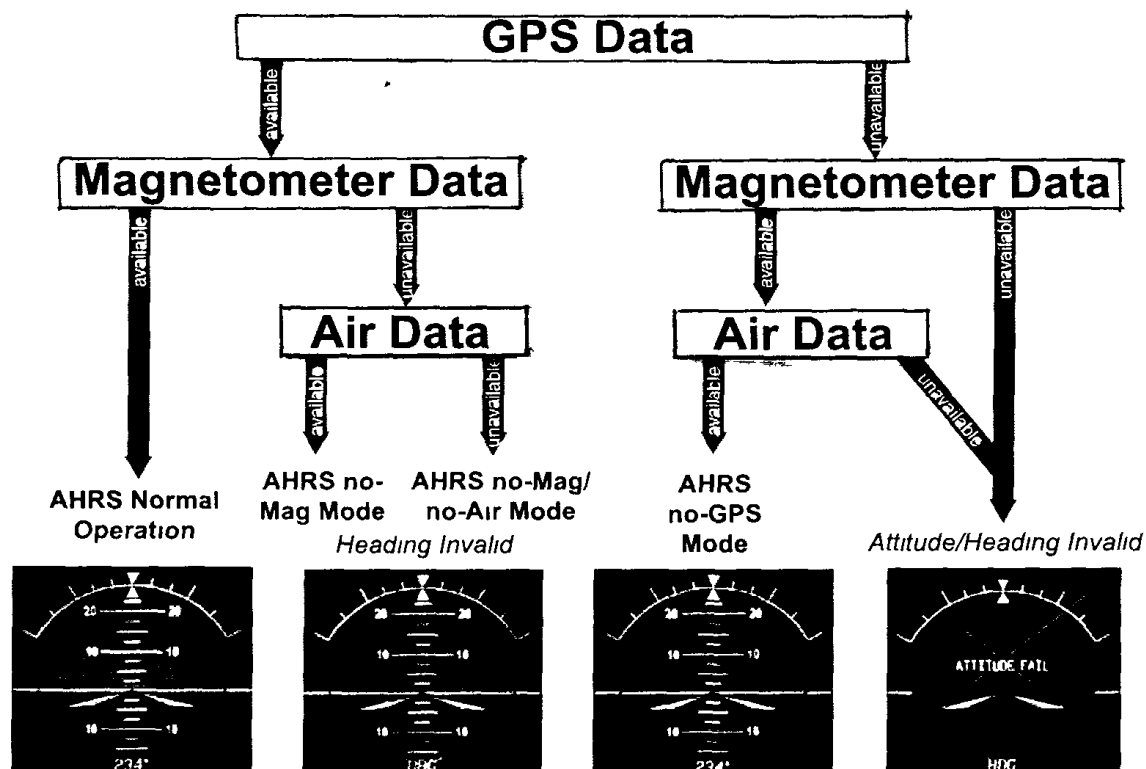 GPS Data
available
unavailable
Magnetometer Data
Magnetometer Data
available
unavailable
available
unavailable
Air Data
Air Data
available
unavailable
available
unavailable
AHRS Normal
Operation
AHRS no-
Mag Mode
AHRS no-Mag/
no-Air Mode
Heading Invalid
AHRS
no-GPS
Mode
Attitude/Heading Invalid
20 20
10 10
10 10
234°
20 20
10 10
10 10
20 20
10 10
10 10
234°
ATTITUDE FAIL
HDG